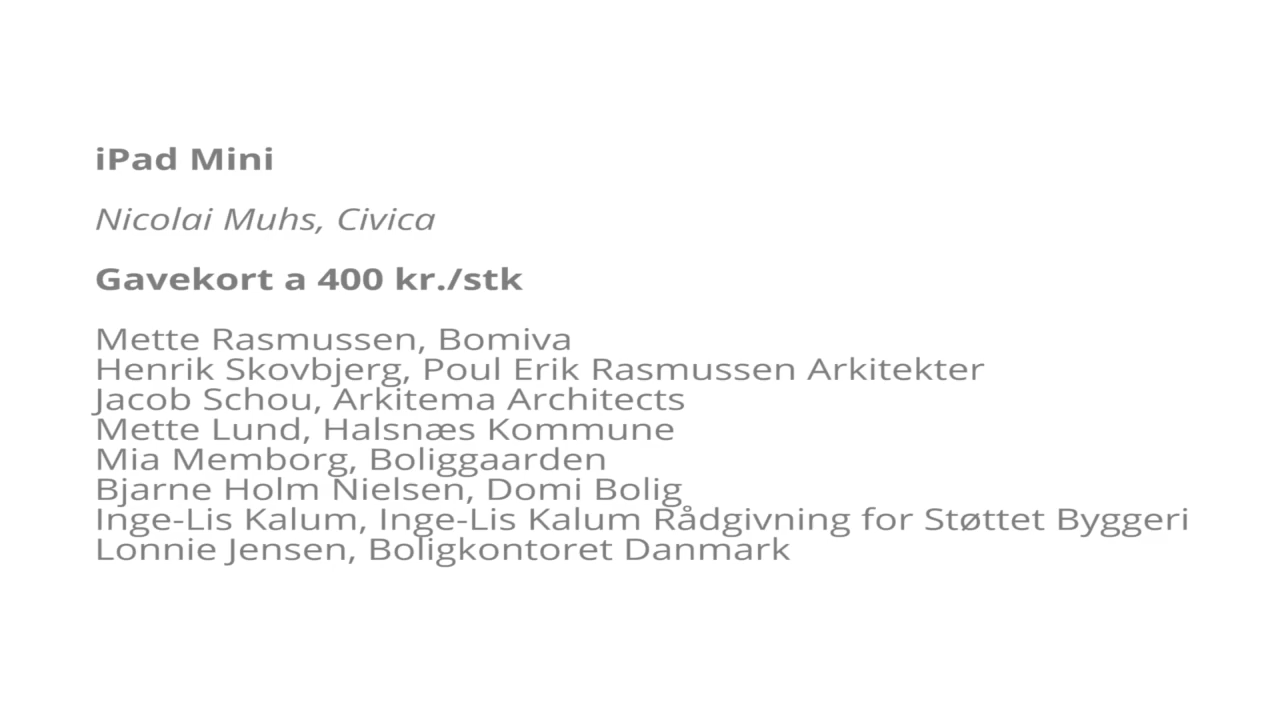 iPad Mini
Nicolai Muhs, Civica
Gavekort a 400 kr./stk
Mette Rasmussen, Bomiva
Henrik Skovbjerg, Poul Erik Rasmussen Arkitekter
Jacob Schou, Arkitema Architects
Mette Lund, Halsnæs Kommune
Mia Memborg, Boliggaarden
Bjarne Holm Nielsen, Domi Bolig
Inge-Lis Kalum, Inge-Lis Kalum Rådgivning for Støttet Byggeri
Lonnie Jensen, Boligkontoret Danmark